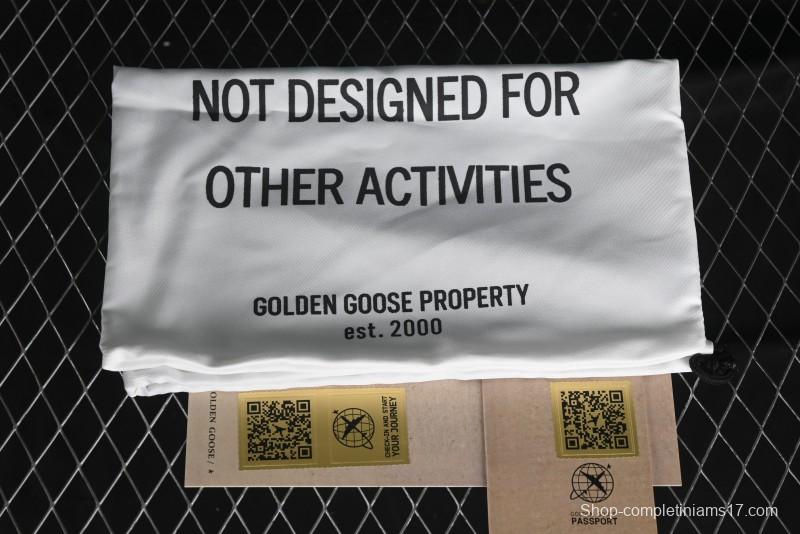 NOT DESIGNED FOR
OTHER ACTIVITIES
GOLDEN GOOSE PROPERTY
est. 2000
OLDEN GOOSE /
CHECK-IN AND START
YOUR JOURNEY
PASSPORT
Shop-completiniams17.com